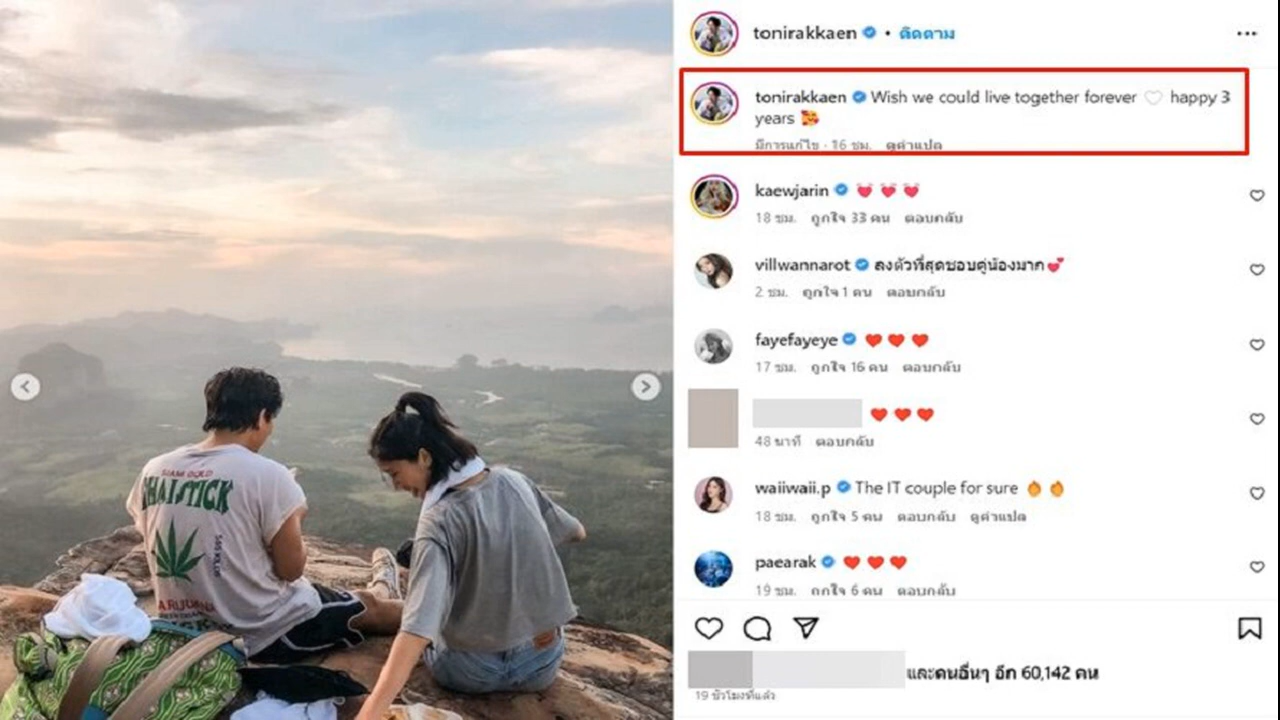 SIAM GOLD
THAI STICK
tonirakkaen • ติดตาม
tonirakkaen Wish we could live together forever 🤍 happy 3
years 🥰
มีการแก้ไข · 16 ชม. ดูคำแปล
kaewjarin 💓 💓 💓
18 ชม. ถูกใจ 33 คน ตอบกลับ
villwannarot ลงตัวที่สุดชอบคู่น้องมาก💕
2 ชม. ถูกใจ 1 คน ตอบกลับ
fayefayeye ❤️ ❤️ ❤️
17 ชม. ถูกใจ 16 คน ตอบกลับ
❤️ ❤️ ❤️
48 นาที ตอบกลับ
waiiwaii.p The IT couple for sure 🔥 🔥
18 ชม. ถูกใจ 5 คน ตอบกลับ ดูคำแปล
paearak ❤️ ❤️ ❤️
19 ชม. ถูกใจ 6 คน ตอบกลับ
และคนอื่นๆ อีก 60,142 คน
19 ชั่วโมงที่แล้ว